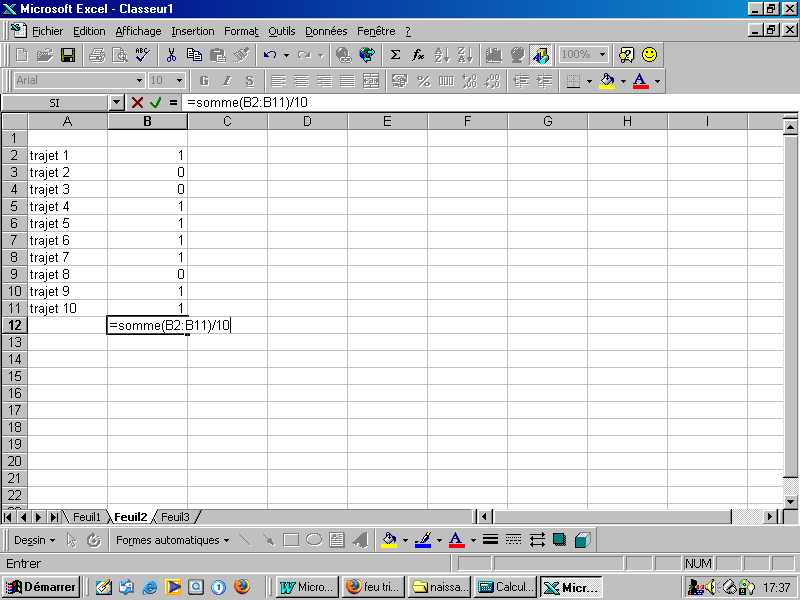 Microsoft Excel - Classeur1
Fichier Edition Affichage Insertion Format Outils Données Fenêtre ?
100%
Arial 10 G I S
SI =somme(B2:B11)/10
A B C D E F G H I
1
2 trajet 1 1
3 trajet 2 0
4 trajet 3 0
5 trajet 4 1
6 trajet 5 1
7 trajet 6 1
8 trajet 7 1
9 trajet 8 0
10 trajet 9 1
11 trajet 10 1
12 =somme(B2:B11)/10
13
14
15
16
17
18
19
20
21
22
Feuil1 Feuil2 Feuil3
Dessin Formes automatiques
Entrer NUM
Démarrer Micro... feu tri... naissa... Calcul... Micr... 17:37